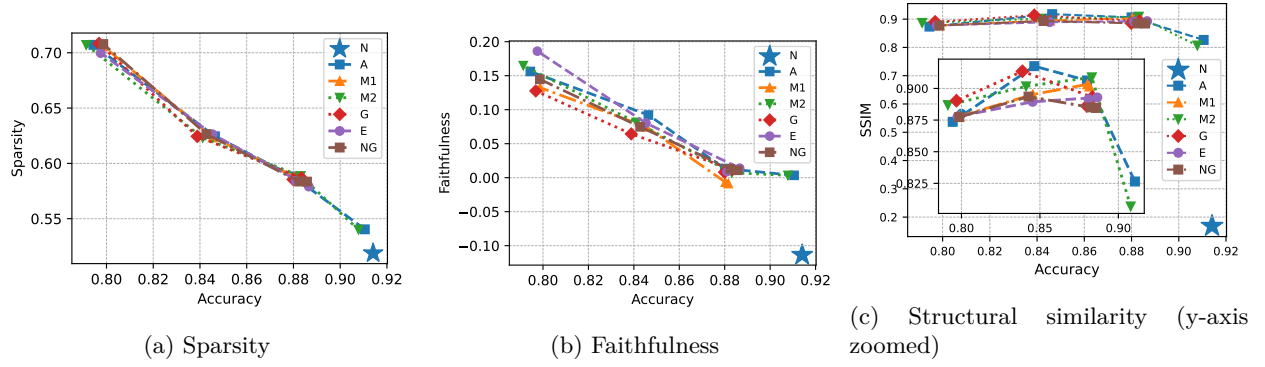 0.70
0.65
0.60
0.55
0.80 0.82 0.84 0.86 0.88 0.90 0.92
Sparsity
Accuracy
N
A
M1
M2
G
E
NG
(a) Sparsity
0.20
0.15
0.10
0.05
0.00
−0.05
−0.10
0.80 0.82 0.84 0.86 0.88 0.90 0.92
Faithfulness
Accuracy
N
A
M1
M2
G
E
NG
(b) Faithfulness
0.9
0.8
0.7
0.6
0.5
0.4
0.3
0.2
0.80 0.82 0.84 0.86 0.88 0.90 0.92
SSIM
Accuracy
0.900
0.875
0.850
0.825
0.80 0.85 0.90
N
A
M1
M2
G
E
NG
(c) Structural similarity (y-axis
zoomed)